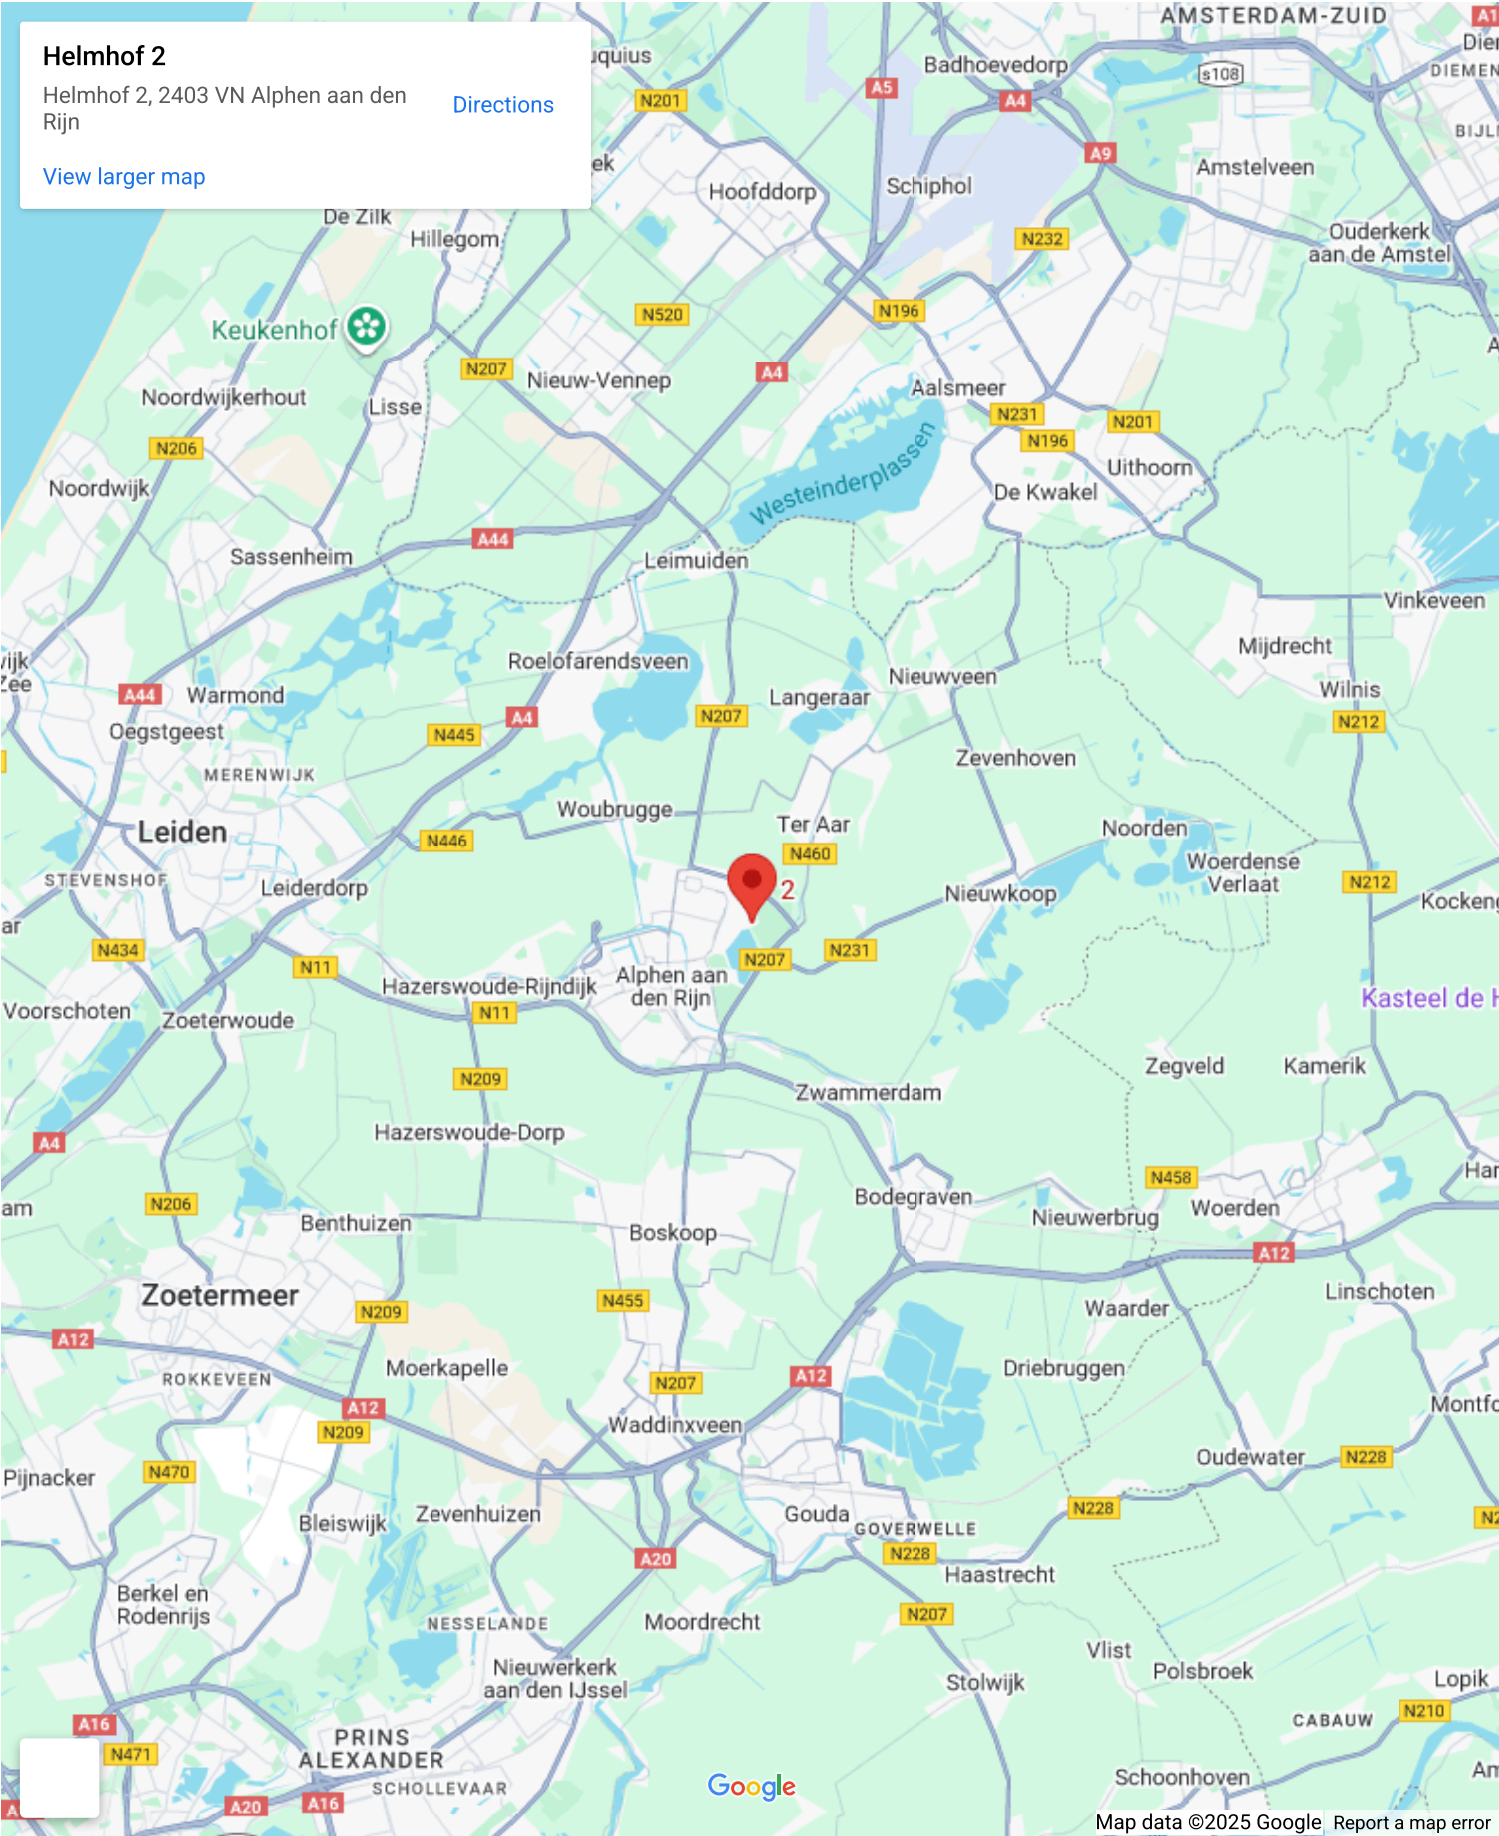 Helmhof 2
Helmhof 2, 2403 VN Alphen aan den
Rijn
Directions
View larger map
AMSTERDAM-ZUID
A1
Badhoevedorp
s108
DIEMEN
N201
A5
A4
A9
Amstelveen
Hoofddorp
Schiphol
De Zilk
Hillegom
N232
Ouderkerk
aan de Amstel
Keukenhof
N520
N196
N207
Nieuw-Vennep
A4
Aalsmeer
Noordwijkerhout
Lisse
N231
N201
N196
N206
Westeinderplassen
Uithoorn
Noordwijk
De Kwakel
A44
Sassenheim
Leimuiden
Vinkeveen
Mijdrecht
Roelofarendsveen
Nieuwveen
A44
Warmond
Langeraar
Wilnis
A4
N207
N212
Oegstgeest
N445
Zevenhoven
MERENWIJK
Woubrugge
Ter Aar
Noorden
Leiden
N446
N460
Woerdense
Verlaat
STEVENSHOF
Leiderdorp
2
Nieuwkoop
N212
N434
N11
N207
N231
Hazerswoude-Rijndijk
Alphen aan
den Rijn
Kasteel de H
Voorschoten
Zoeterwoude
N11
Zegveld
Kamerik
N209
Zwammerdam
Hazerswoude-Dorp
A4
N458
Bodegraven
N206
Woerden
Benthuizen
Nieuwerbrug
Boskoop
A12
Zoetermeer
Linschoten
N209
N455
Waarder
A12
Moerkapelle
Driebruggen
ROKKEVEEN
N207
A12
A12
N209
Waddinxveen
Oudewater
N228
Pijnacker
N470
Zevenhuizen
Gouda
N228
Bleiswijk
GOVERWELLE
N228
A20
Haastrecht
Berkel en
Rodenrijs
N207
NESSELANDE
Moordrecht
Vlist
Nieuwerkerk
aan den IJssel
Polsbroek
Stolwijk
Lopik
N210
A16
CABAUW
N471
PRINS
ALEXANDER
Schoonhoven
SCHOLLEVAAR
Google
A20
A16
Map data ©2025 Google
Report a map error